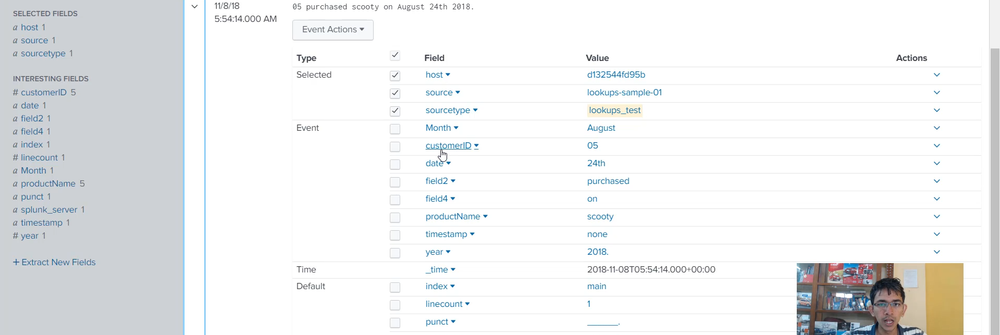 SELECTED FIELDS
a host 1
a source 1
a sourcetype 1
INTERESTING FIELDS
# customerID 5
a date 1
a field2 1
a field4 1
a index 1
# linecount 1
a Month 1
a productName 5
a punct 1
a splunk_server 1
a timestamp 1
# year 1
+ Extract New Fields
11/8/18
5:54:14.000 AM
05 purchased scooty on August 24th 2018.
Event Actions
Type Field Value Actions
Selected host d132544fd95b
source lookups-sample-01
sourcetype lookups_test
Event Month August
customerID 05
date 24th
field2 purchased
field4 on
productName scooty
timestamp none
year 2018.
Time _time 2018-11-08T05:54:14.000+00:00
Default index main
linecount 1
punct ______.